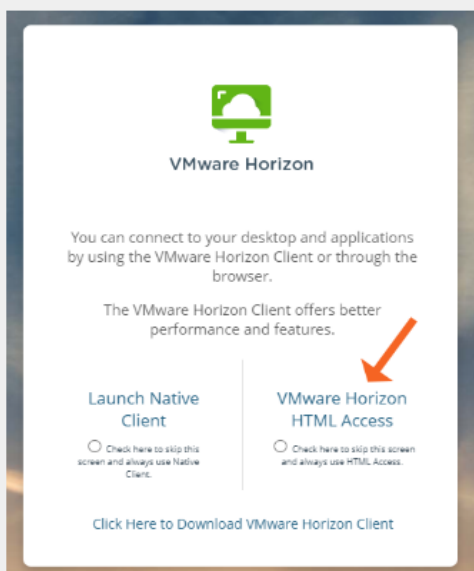 VMware Horizon
You can connect to your desktop and applications
by using the VMware Horizon Client or through the
browser.
The VMware Horizon Client offers better
performance and features.
Launch Native
Client
Check here to skip this
screen and always use Native
Client.
VMware Horizon
HTML Access
Check here to skip this screen
and always use HTML Access.
Click Here to Download VMware Horizon Client